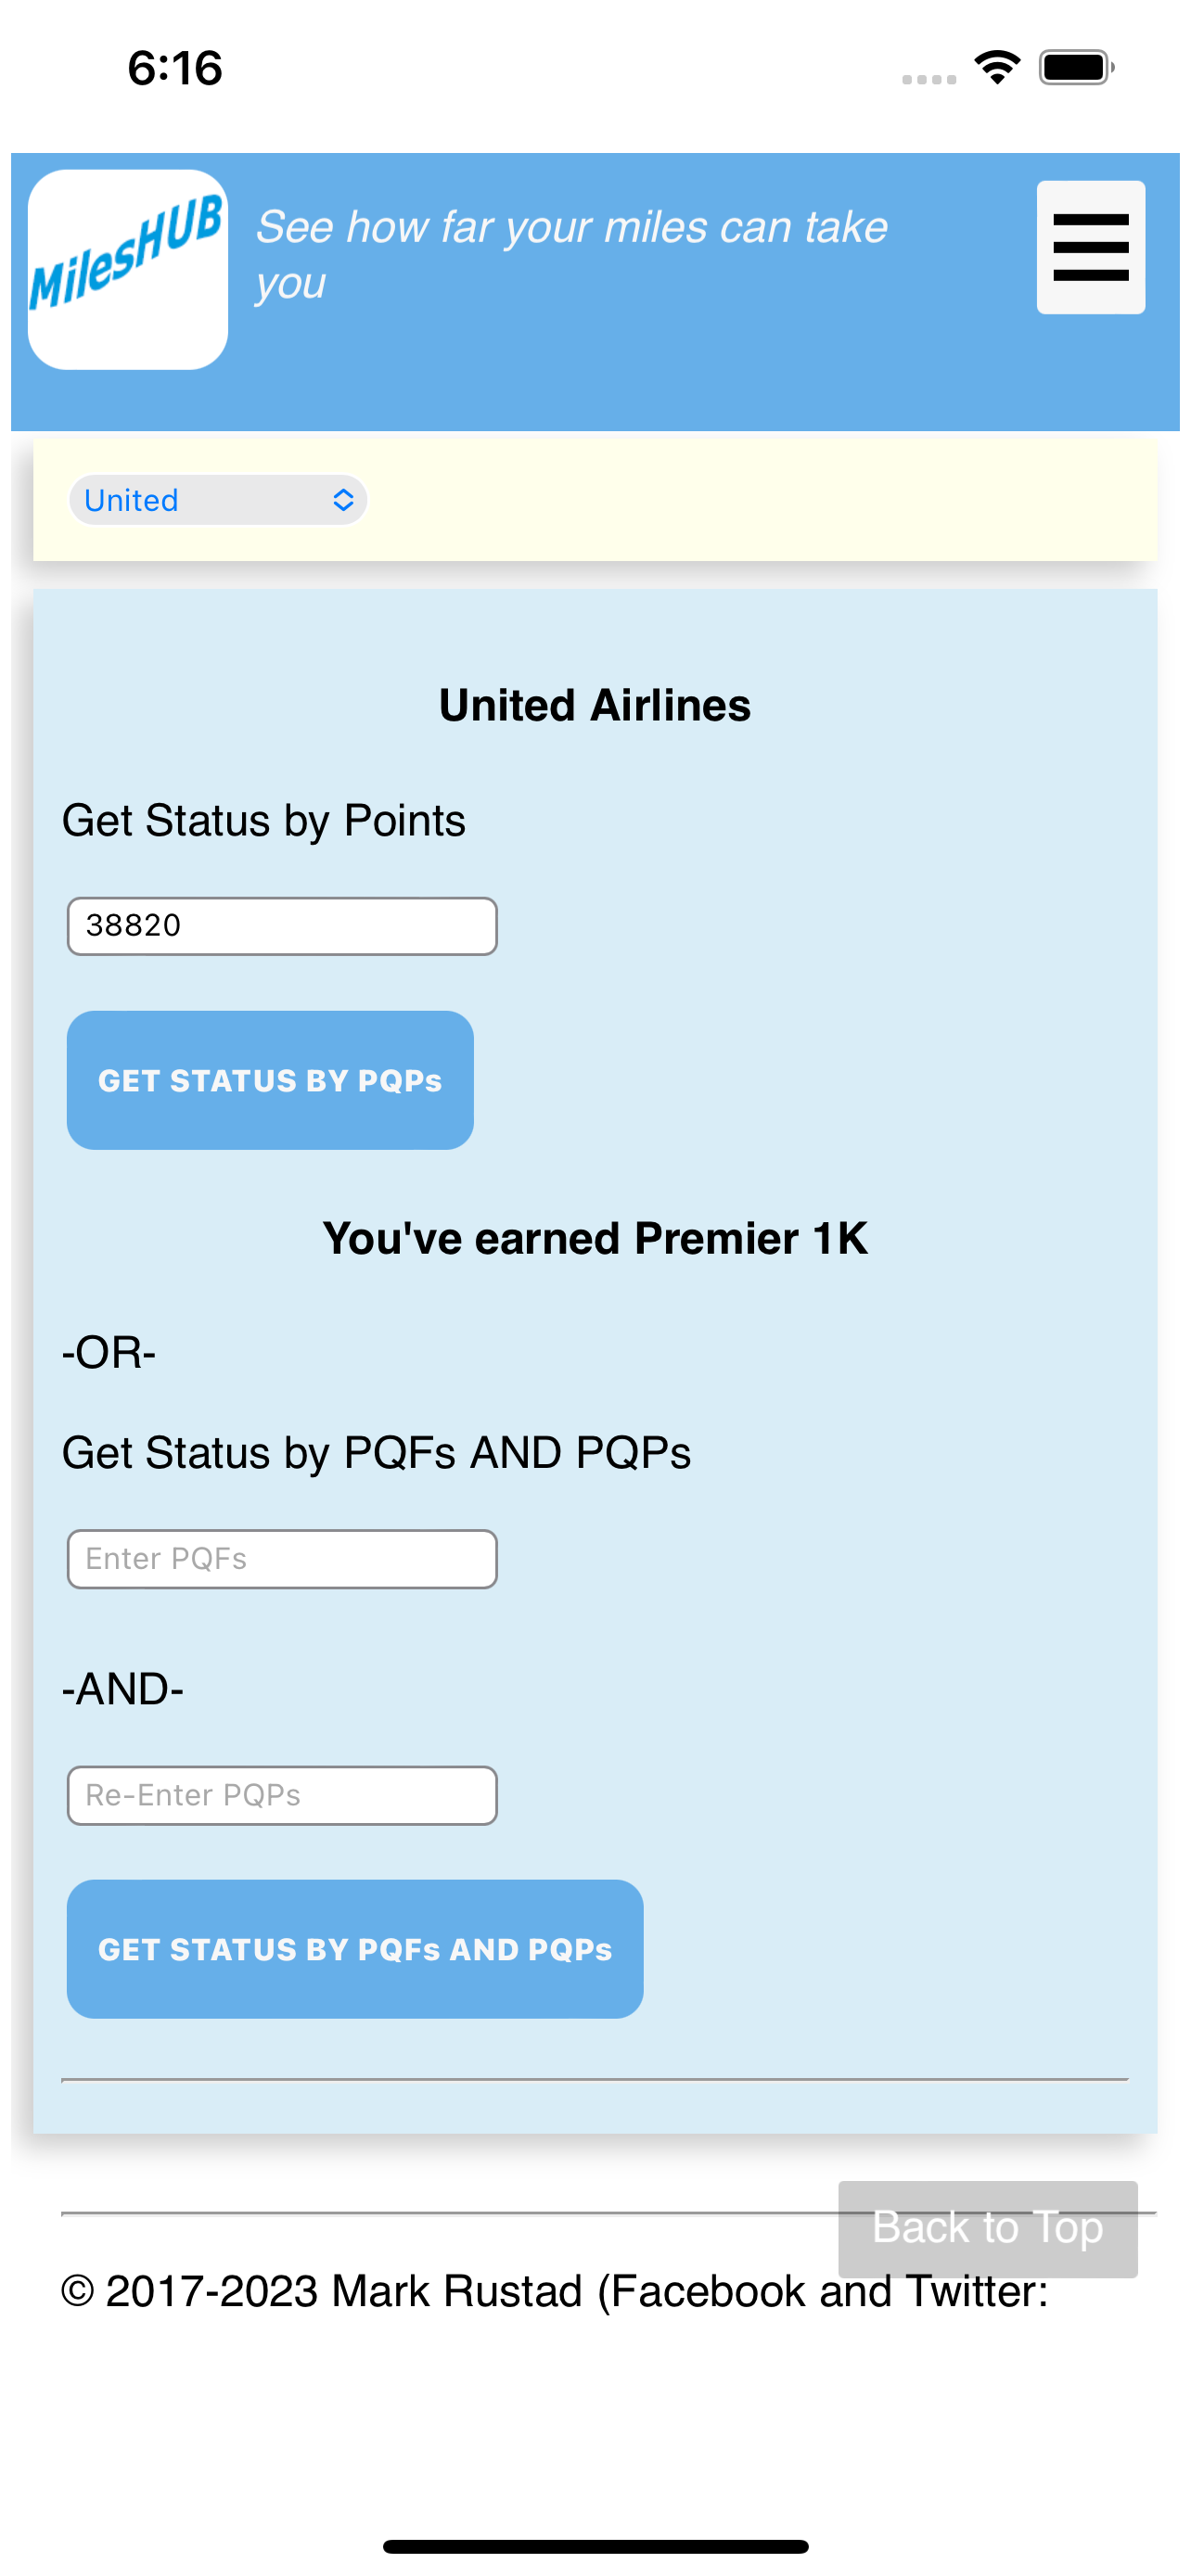 6:16
MilesHUB
See how far your miles can take
you
United
United Airlines
Get Status by Points
38820
GET STATUS BY PQPs
You've earned Premier 1K
-OR-
Get Status by PQFs AND PQPs
Enter PQFs
-AND-
Re-Enter PQPs
GET STATUS BY PQFs AND PQPs
Back to Top
© 2017-2023 Mark Rustad (Facebook and Twitter: